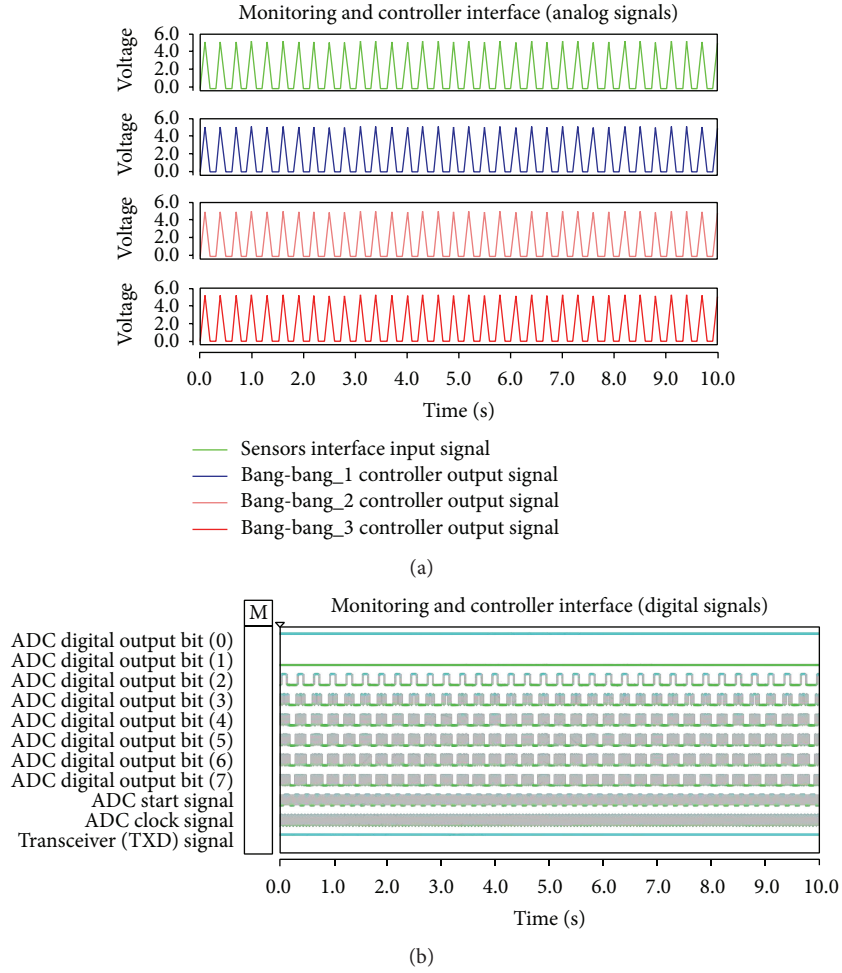 Monitoring and controller interface (analog signals)
Voltage
6.0
4.0
2.0
0.0
Voltage
6.0
4.0
2.0
0.0
Voltage
6.0
4.0
2.0
0.0
Voltage
6.0
4.0
2.0
0.0
0.0 1.0 2.0 3.0 4.0 5.0 6.0 7.0 8.0 9.0 10.0
Time (s)
Sensors interface input signal
Bang-bang_1 controller output signal
Bang-bang_2 controller output signal
Bang-bang_3 controller output signal
(a)
M
Monitoring and controller interface (digital signals)
ADC digital output bit (0)
ADC digital output bit (1)
ADC digital output bit (2)
ADC digital output bit (3)
ADC digital output bit (4)
ADC digital output bit (5)
ADC digital output bit (6)
ADC digital output bit (7)
ADC start signal
ADC clock signal
Transceiver (TXD) signal
0.0 1.0 2.0 3.0 4.0 5.0 6.0 7.0 8.0 9.0 10.0
Time (s)
(b)